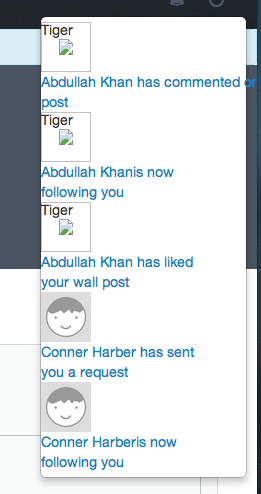 Tiger
Abdullah Khan has commented on
post
Tiger
Abdullah Khanis now
following you
Tiger
Abdullah Khan has liked
your wall post
Conner Harber has sent
you a request
Conner Harberis now
following you